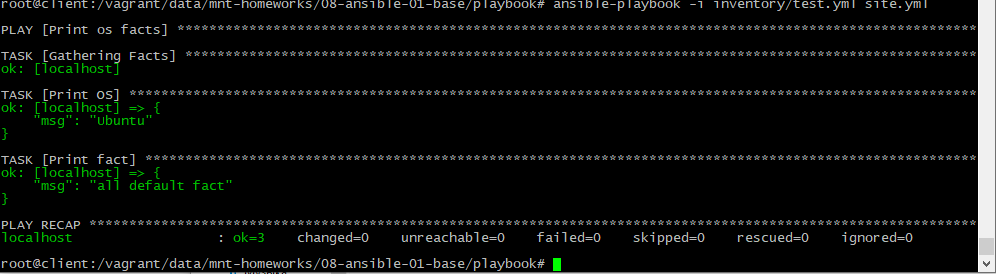 root@client:/vagrant/data/mnt-homeworks/08-ansible-01-base/playbook# ansible-playbook -i inventory/test.yml site.yml
PLAY [Print os facts] ****************************************************************************************************
TASK [Gathering Facts] ***************************************************************************************************
ok: [localhost]
TASK [Print OS] **********************************************************************************************************
ok: [localhost] => {
    "msg": "Ubuntu"
}
TASK [Print fact] ********************************************************************************************************
ok: [localhost] => {
    "msg": "all default fact"
}
PLAY RECAP ***************************************************************************************************************
localhost                  : ok=3    changed=0    unreachable=0    failed=0    skipped=0    rescued=0    ignored=0
root@client:/vagrant/data/mnt-homeworks/08-ansible-01-base/playbook#